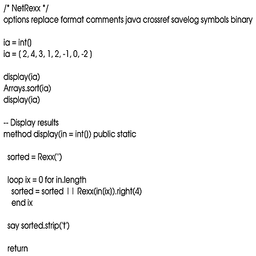 /* NetRexx */
options replace format comments java crossref savelog symbols binary

ia = int[]
ia = [ 2, 4, 3, 1, 2, -1, 0, -2 ]

display(ia)
Arrays.sort(ia)
display(ia)

-- Display results
method display(in = int[]) public static

  sorted = Rexx('')

  loop ix = 0 for in.length
    sorted = sorted || Rexx(in[ix]).right(4)
    end ix

  say sorted.strip('t')

  return